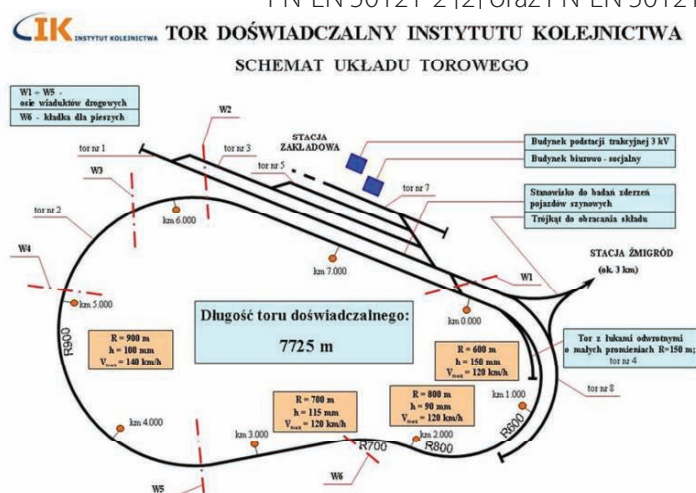 PN-EN 50121-2 [2] oraz PN-EN 50121
CIK INSTYTUT KOLEJNICTWA TOR DOŚWIADCZALNY INSTYTUTU KOLEJNICTWA
SCHEMAT UKŁADU TOROWEGO
W1 ÷ W5 -
osie wiaduktów drogowych
W6 - kładka dla pieszych
W2
STACJA
ZAKŁADOWA
Budynek podstacji trakcyjnej 3 kV
Budynek biurowo - socjalny
tor nr 1
tor nr 3
tor nr 5
tor nr 7
W3
Stanowisko do badań zderzeń
pojazdów szynowych
Trójkąt do obracania składu
tor nr 2
km 6.000
km 7.000
W4
W1
STACJA ŻMIGRÓD
(ok. 3 km)
km 5.000
km 0.000
Długość toru doświadczalnego:
7725 m
R900
R = 900 m
h = 100 mm
Vmax = 140 km/h
R = 600 m
h = 150 mm
Vmax = 120 km/h
Tor z łukami odwrotnymi
o małych promieniach R=150 m;
tor nr 4
tor nr 8
R = 700 m
h = 115 mm
Vmax = 120 km/h
R = 800 m
h = 90 mm
Vmax = 120 km/h
km 1.000
R600
km 4.000
km 3.000
km 2.000
R700
R800
W5
W6